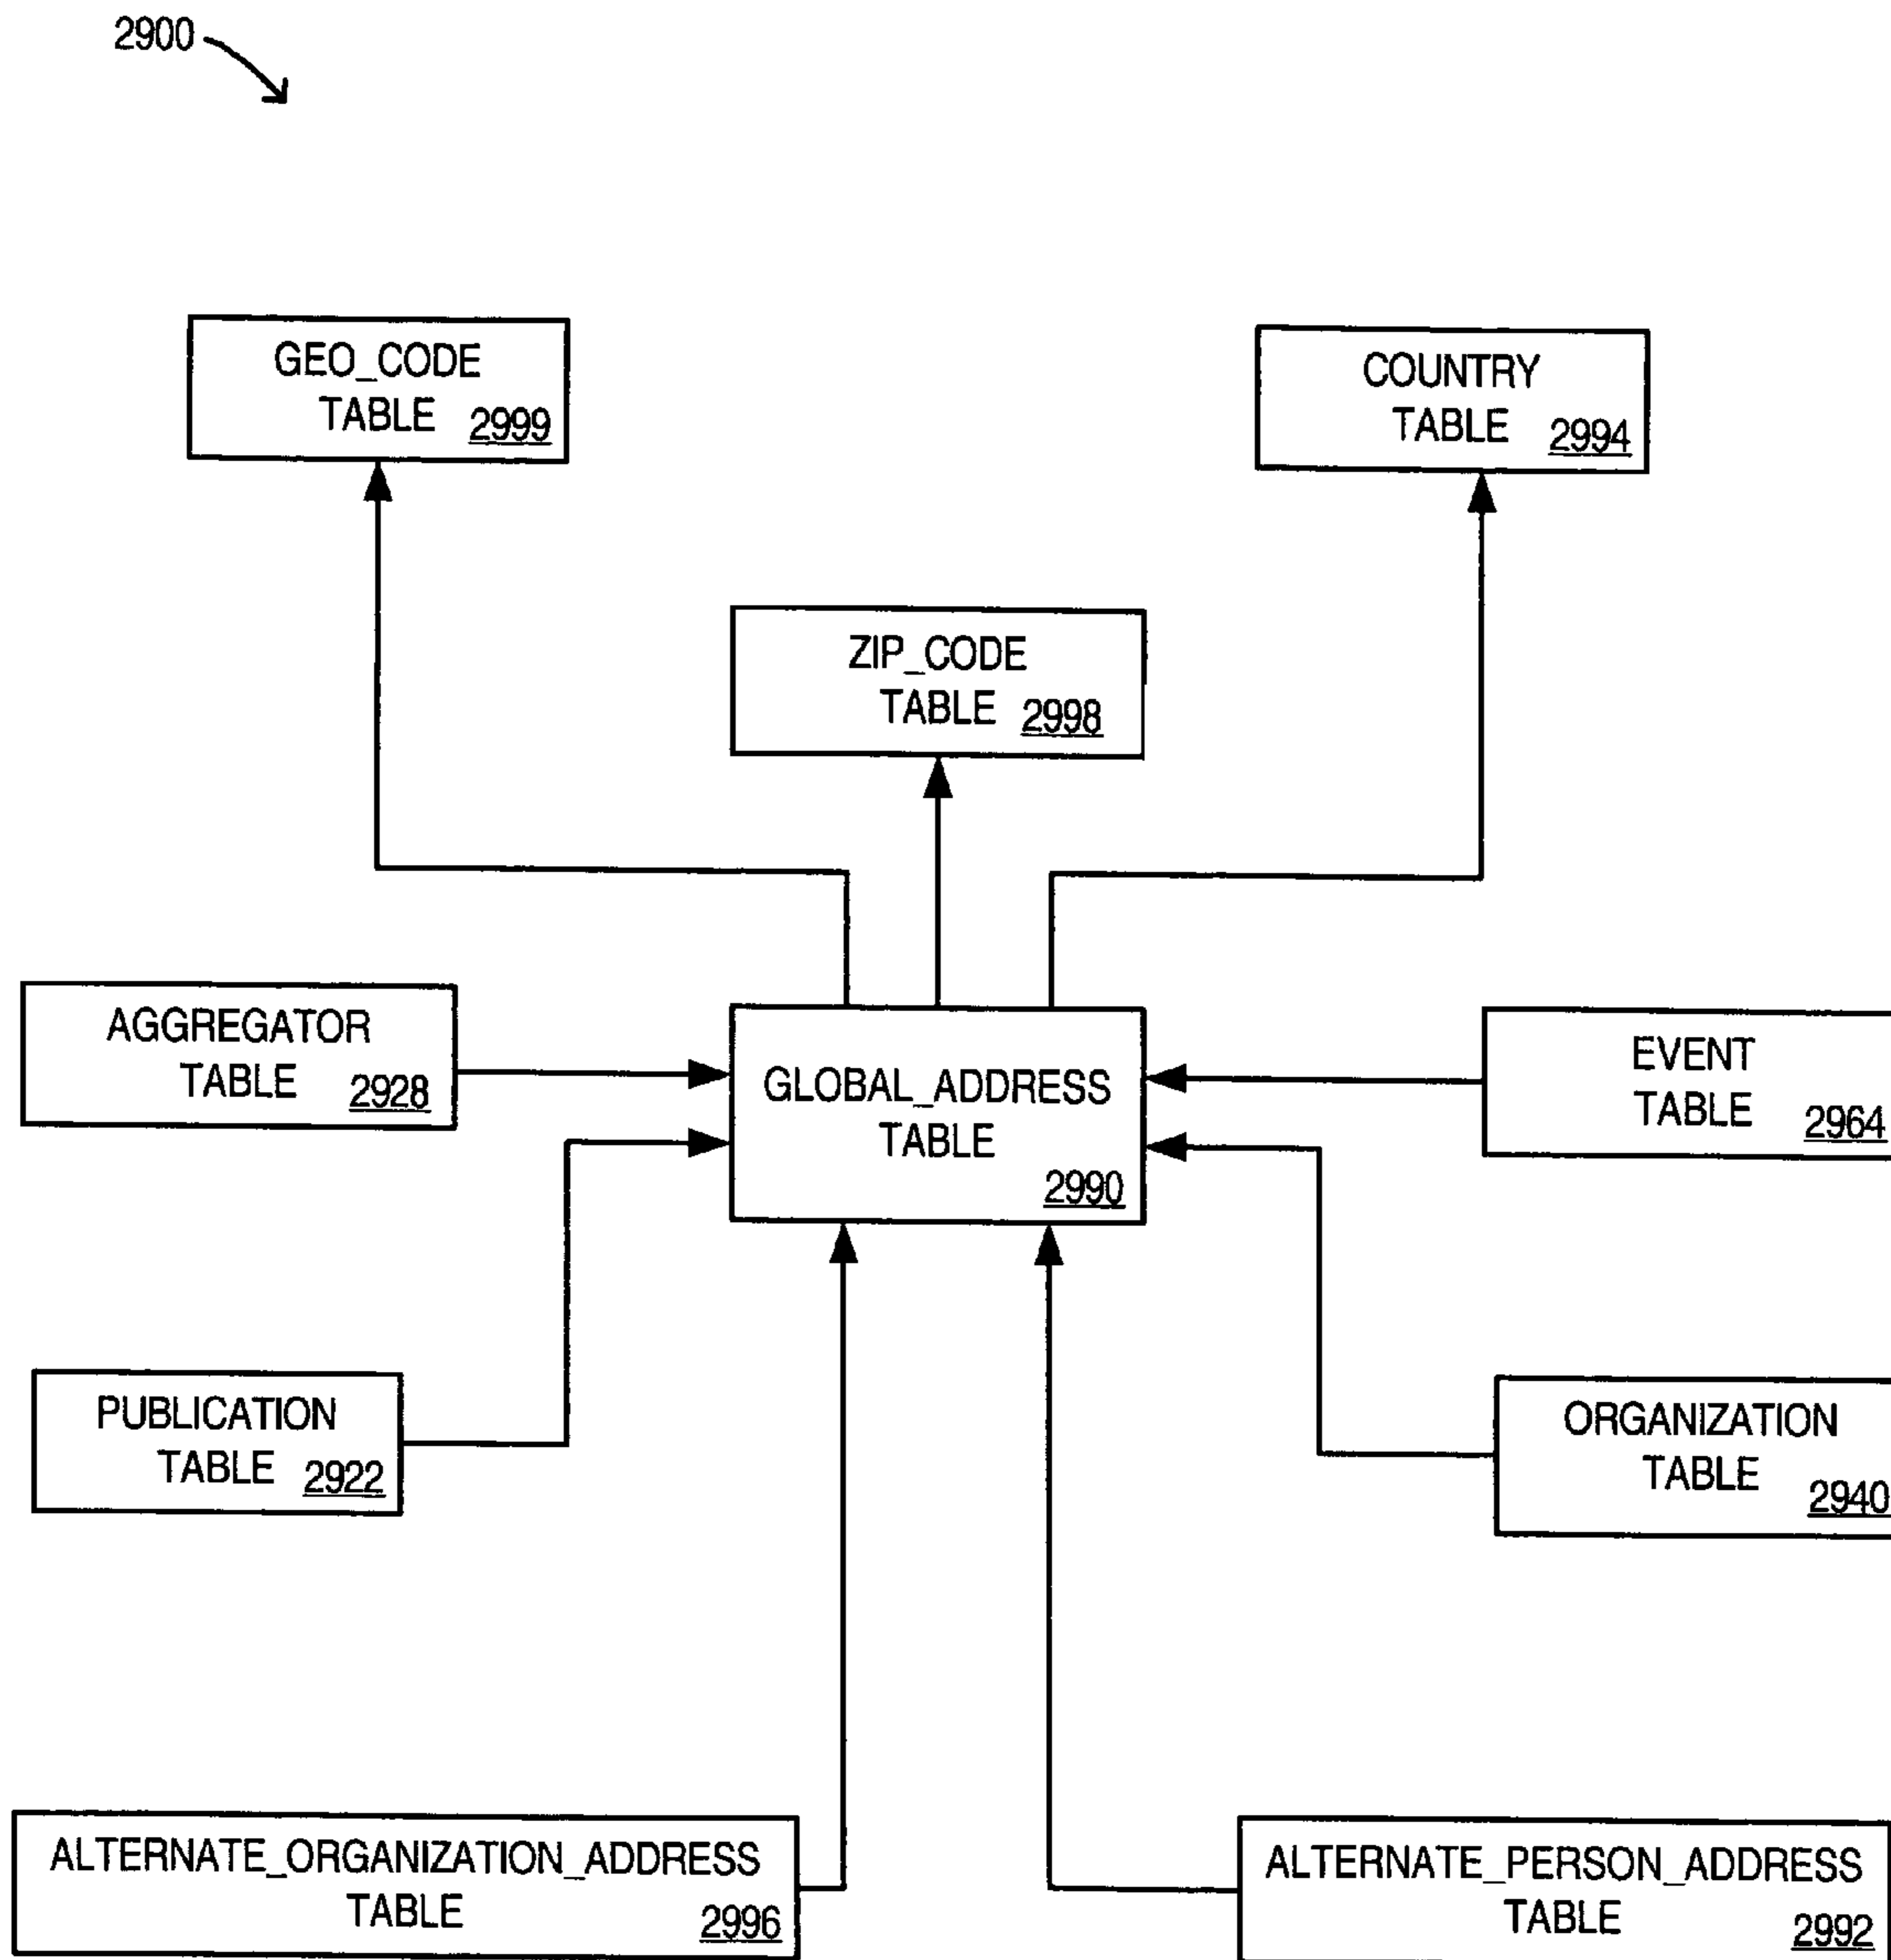 2900
GEO_CODE
TABLE 2999
COUNTRY
TABLE 2994
ZIP_CODE
TABLE 2998
AGGREGATOR
TABLE 2928
GLOBAL_ADDRESS
TABLE
2990
EVENT
TABLE 2964
PUBLICATION
TABLE 2922
ORGANIZATION
TABLE 2940
ALTERNATE_ORGANIZATION_ADDRESS
TABLE 2996
ALTERNATE_PERSON_ADDRESS
TABLE 2992